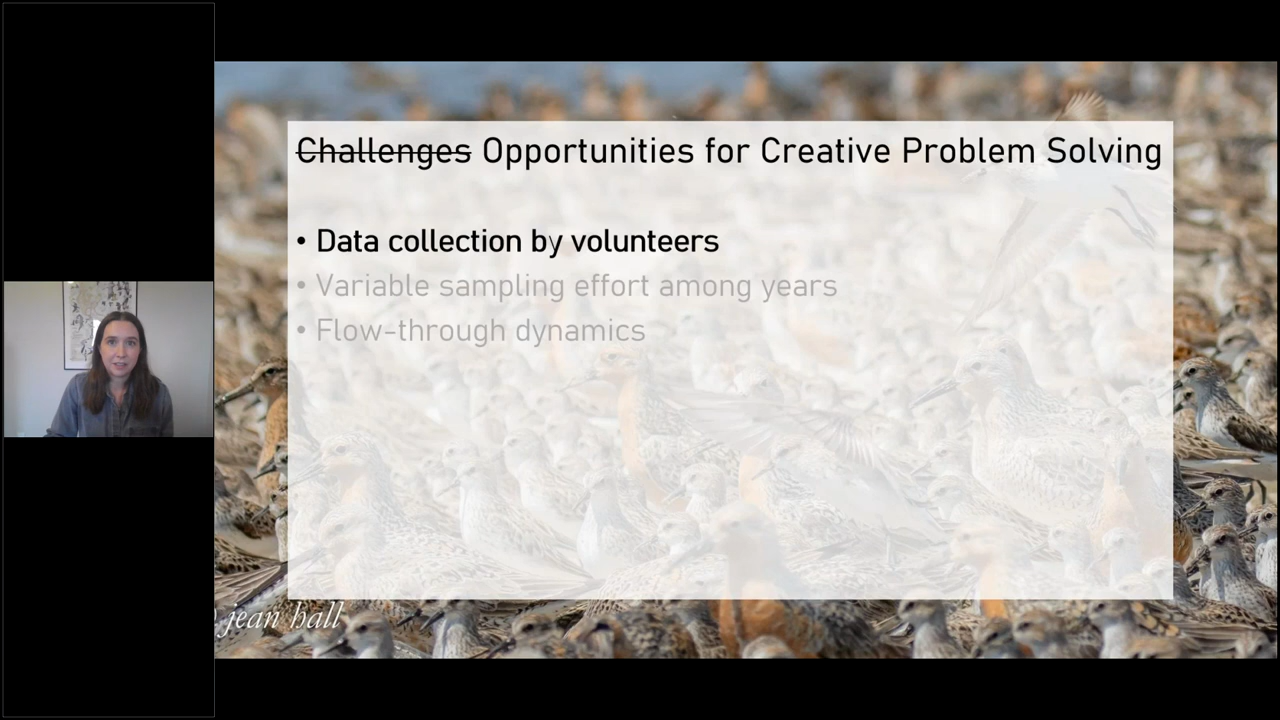 Challenges Opportunities for Creative Problem Solving
• Data collection by volunteers
• Variable sampling effort among years
• Flow-through dynamics
jean hall